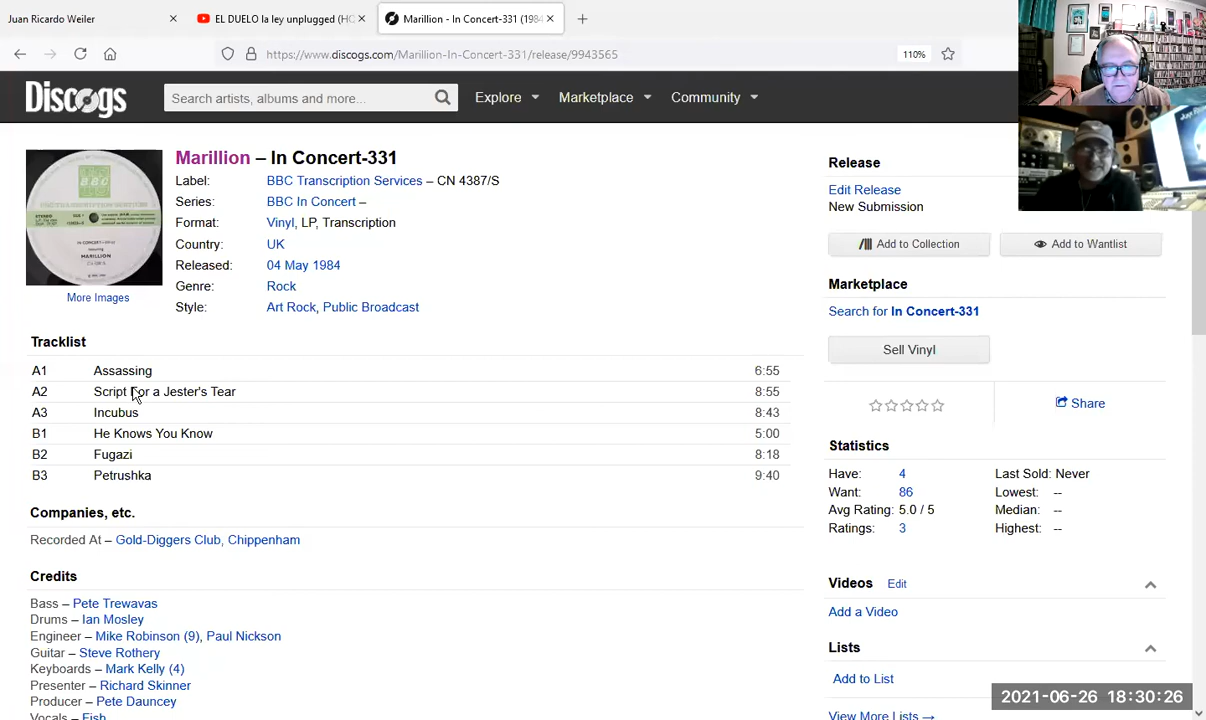 Juan Ricardo Weiler
EL DUELO la ley unplugged (HQ
Marillion - In Concert-331 (1984
https://www.discogs.com/Marillion-In-Concert-331/release/9943565
110%
Discogs
Search artists, albums and more...
Explore
Marketplace
Community
Marillion – In Concert-331
Label: BBC Transcription Services – CN 4387/S
Series: BBC In Concert –
Format: Vinyl, LP, Transcription
Country: UK
Released: 04 May 1984
Genre: Rock
Style: Art Rock, Public Broadcast
BBC
MARILLION
More Images
Tracklist
A1 Assassing 6:55
A2 Script For a Jester's Tear 8:55
A3 Incubus 8:43
B1 He Knows You Know 5:00
B2 Fugazi 8:18
B3 Petrushka 9:40
Companies, etc.
Recorded At – Gold-Diggers Club, Chippenham
Credits
Bass – Pete Trewavas
Drums – Ian Mosley
Engineer – Mike Robinson (9), Paul Nickson
Guitar – Steve Rothery
Keyboards – Mark Kelly (4)
Presenter – Richard Skinner
Producer – Pete Dauncey
Vocals – Fish
Release
Edit Release
New Submission
Add to Collection
Add to Wantlist
Marketplace
Search for In Concert-331
Sell Vinyl
Share
Statistics
Have: 4 Last Sold: Never
Want: 86 Lowest: --
Avg Rating: 5.0 / 5 Median: --
Ratings: 3 Highest: --
Videos Edit
Add a Video
Lists
Add to List
View More Lists →
2021-06-26 18:30:26